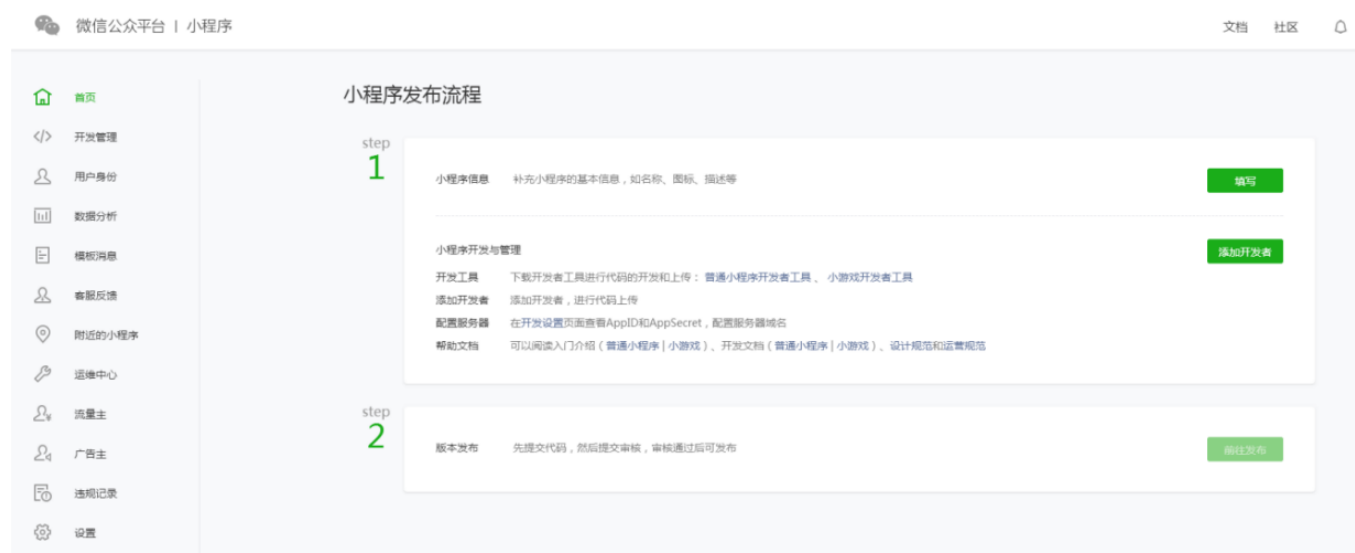 微信公众平台 | 小程序
文档 社区
首页
开发管理
用户身份
数据分析
模板消息
客服反馈
附近的小程序
运维中心
流量主
广告主
违规记录
设置
小程序发布流程
step
1
小程序信息 补充小程序的基本信息，如名称、图标、描述等 填写
小程序开发与管理 添加开发者
开发工具 下载开发者工具进行代码的开发和上传： 普通小程序开发者工具 、 小游戏开发者工具
添加开发者 添加开发者，进行代码上传
配置服务器 在开发设置页面查看AppID和AppSecret，配置服务器域名
帮助文档 可以阅读入门介绍 ( 普通小程序 | 小游戏 ) 、开发文档 ( 普通小程序 | 小游戏 ) 、设计规范和运营规范
step
2
版本发布 先提交代码，然后提交审核，审核通过后可发布 前往发布